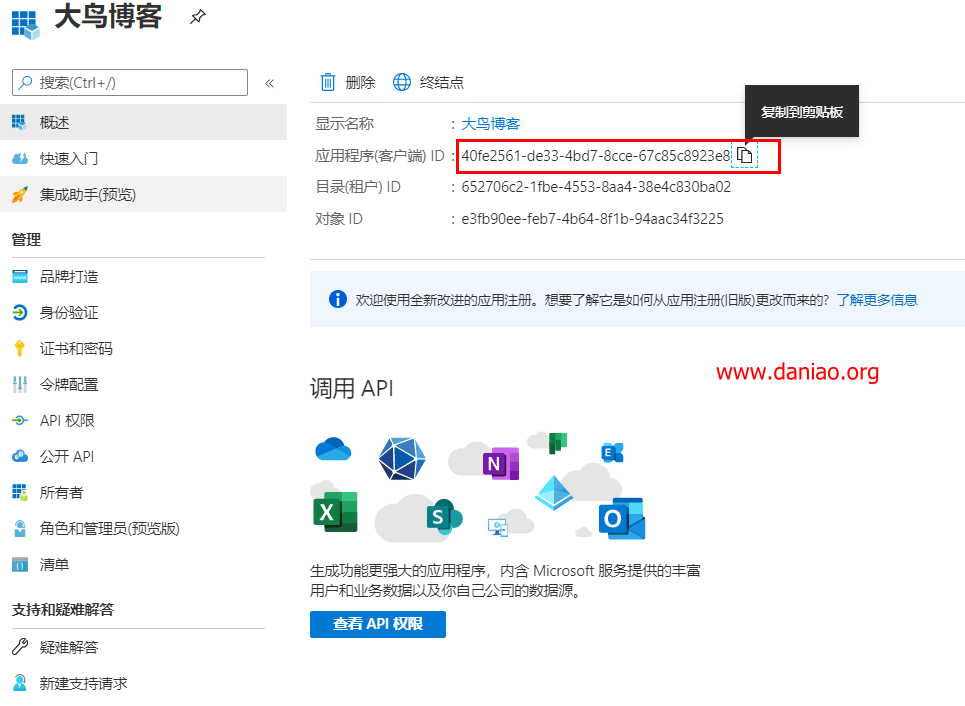 大鸟博客
搜索(Ctrl+/)
«
概述
快速入门
集成助手(预览)
管理
品牌打造
身份验证
证书和密码
令牌配置
API 权限
公开 API
所有者
角色和管理员(预览版)
清单
支持和疑难解答
疑难解答
新建支持请求
删除 终结点
复制到剪贴板
显示名称 : 大鸟博客
应用程序(客户端) ID : 40fe2561-de33-4bd7-8cce-67c85c8923e8
目录(租户) ID : 652706c2-1fbe-4553-8aa4-38e4c830ba02
对象 ID : e3fb90ee-feb7-4b64-8f1b-94aac34f3225
欢迎使用全新改进的应用注册。想要了解它是如何从应用注册(旧版)更改而来的? 了解更多信息
www.daniao.org
调用 API
N
E
X
S
O
生成功能更强大的应用程序，内含 Microsoft 服务提供的丰富
用户和业务数据以及你自己公司的数据源。
查看 API 权限